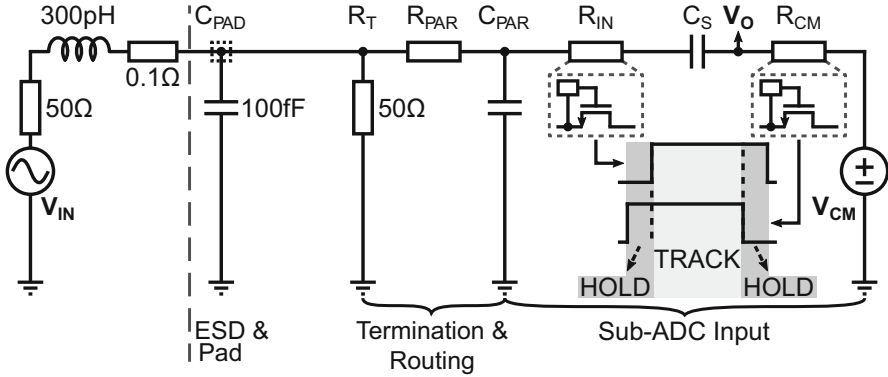 300pH
C_PAD
R_T
R_PAR
C_PAR
R_IN
C_S
V_O
R_CM
0.1Ω
50Ω
100fF
50Ω
V_IN
V_CM
TRACK
HOLD
HOLD
ESD &
Pad
Termination &
Routing
Sub-ADC Input